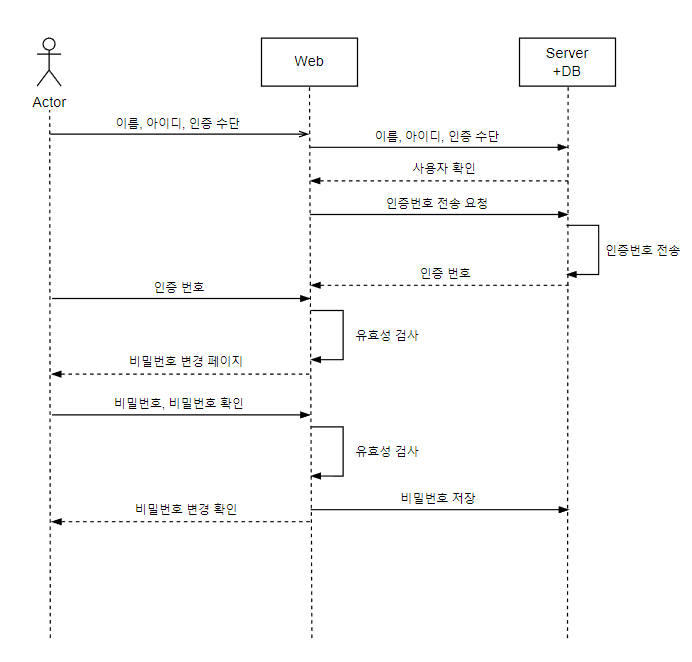 Actor
Web
Server
+DB
이름, 아이디, 인증 수단
이름, 아이디, 인증 수단
사용자 확인
인증번호 전송 요청
인증번호 전송
인증 번호
인증 번호
유효성 검사
비밀번호 변경 페이지
비밀번호, 비밀번호 확인
유효성 검사
비밀번호 저장
비밀번호 변경 확인